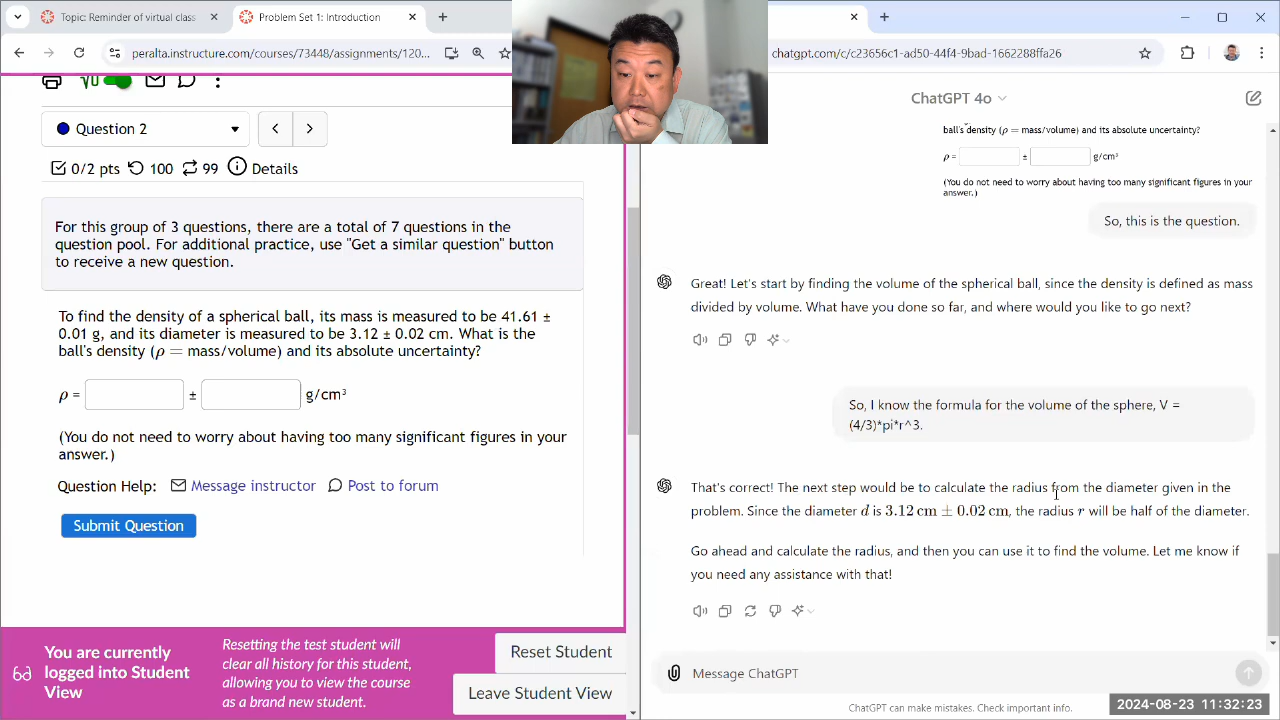 Topic: Reminder of virtual class
Problem Set 1: Introduction
peralta.instructure.com/courses/73448/assignments/120...
chatgpt.com/c/c23656c1-ad50-44f4-9bad-1662288ffa26
Question 2
0/2 pts 100 99 Details
For this group of 3 questions, there are a total of 7 questions in the
question pool. For additional practice, use "Get a similar question" button
to receive a new question.
To find the density of a spherical ball, its mass is measured to be 41.61 ±
0.01 g, and its diameter is measured to be 3.12 ± 0.02 cm. What is the
ball's density (ρ = mass/volume) and its absolute uncertainty?
ρ = ± g/cm³
(You do not need to worry about having too many significant figures in your
answer.)
Question Help: Message instructor Post to forum
Submit Question
You are currently
logged into Student
View
Resetting the test student will
clear all history for this student,
allowing you to view the course
as a brand new student.
Reset Student
Leave Student View
ChatGPT 4o
ball's density (ρ = mass/volume) and its absolute uncertainty?
ρ = ± g/cm³
(You do not need to worry about having too many significant figures in your
answer.)
So, this is the question.
Great! Let's start by finding the volume of the spherical ball, since the density is defined as mass
divided by volume. What have you done so far, and where would you like to go next?
So, I know the formula for the volume of the sphere, V =
(4/3)*pi*r^3.
That's correct! The next step would be to calculate the radius from the diameter given in the
problem. Since the diameter d is 3.12 cm ± 0.02 cm, the radius r will be half of the diameter.
Go ahead and calculate the radius, and then you can use it to find the volume. Let me know if
you need any assistance with that!
Message ChatGPT
ChatGPT can make mistakes. Check important info.
2024-08-23 11:32:23